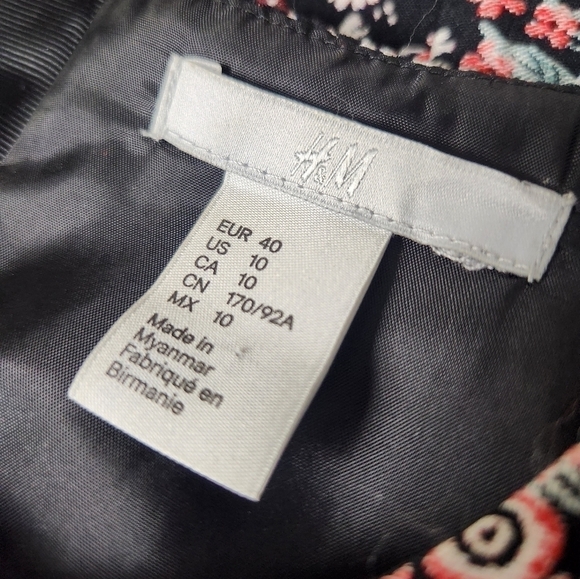 H&M
EUR 40
US 10
CA 10
CN 170/92A
MX 10
Made in
Myanmar
Fabriqué en
Birmanie